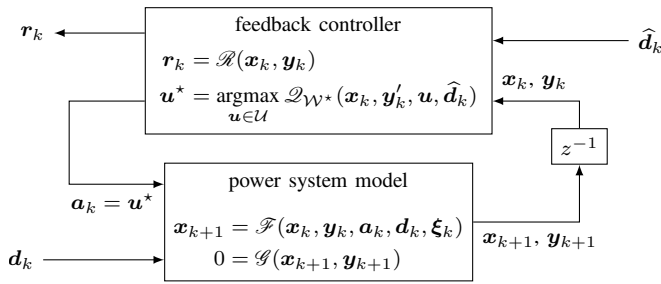 feedback controller
r_k
r_k = ℛ(x_k, y_k)
d̂_k
u⋆ = argmax_{u∈𝒰} 𝒬_{𝒲⋆}(x_k, y′_k, u, d̂_k)
x_k, y_k
z⁻¹
power system model
a_k = u⋆
x_{k+1} = ℱ(x_k, y_k, a_k, d_k, ξ_k)
x_{k+1}, y_{k+1}
d_k
0 = 𝒢(x_{k+1}, y_{k+1})